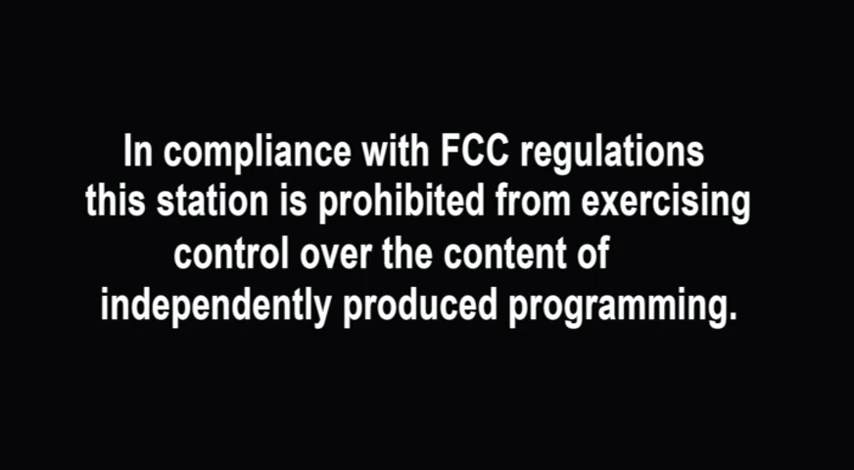 In compliance with FCC regulations
this station is prohibited from exercising
control over the content of
independently produced programming.